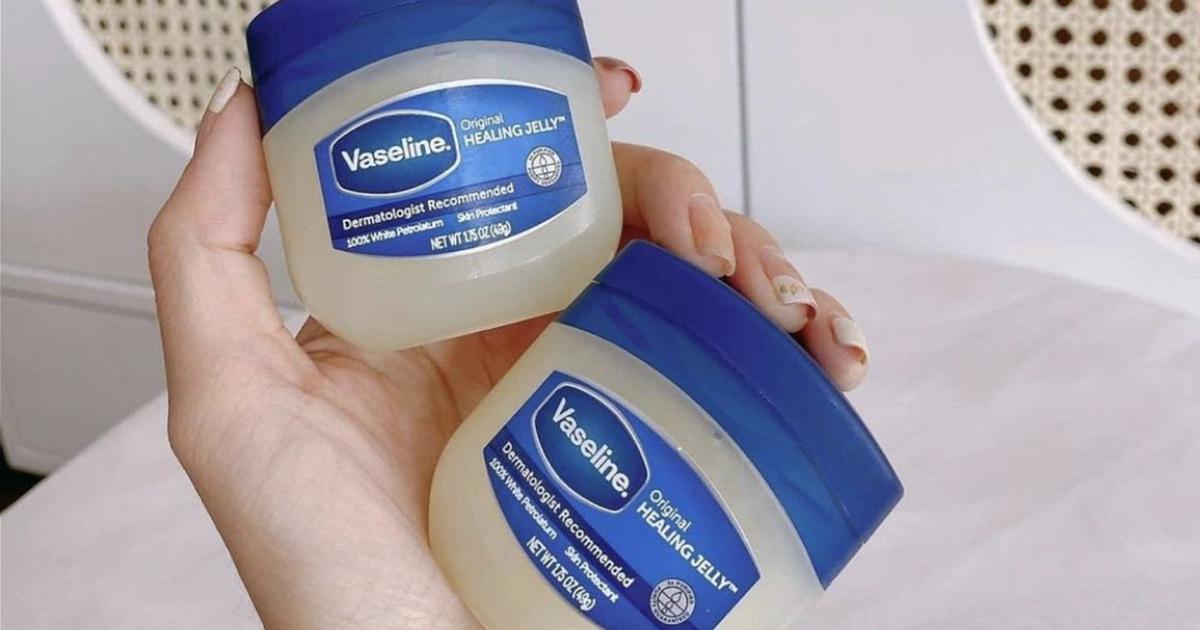 Vaseline.
Original
HEALING JELLY™
Dermatologist Recommended
100% White Petrolatum Skin Protectant
NET WT 1.75 OZ (49g)
Vaseline.
Original
HEALING JELLY™
Dermatologist Recommended
100% White Petrolatum Skin Protectant
NET WT 1.75 OZ (49g)